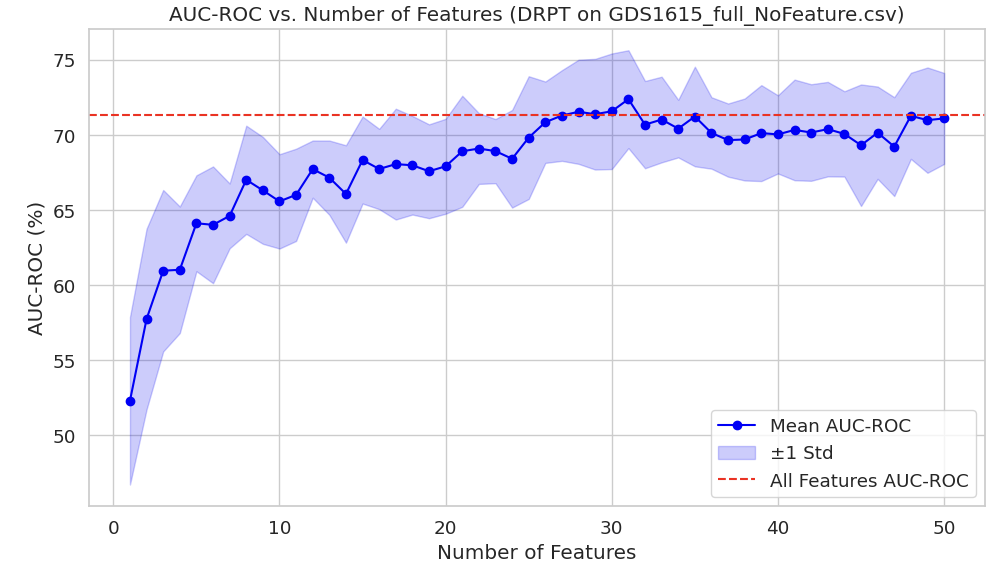 AUC-ROC vs. Number of Features (DRPT on GDS1615_full_NoFeature.csv)
AUC-ROC (%)
75
70
65
60
55
50
0
10
20
30
40
50
Number of Features
Mean AUC-ROC
±1 Std
All Features AUC-ROC